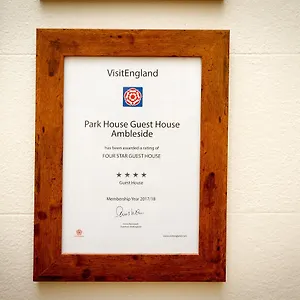 VisitEngland
Park House Guest House
Ambleside
has been awarded a rating of
FOUR STAR GUEST HOUSE
Guest House
Membership Year 2017/18